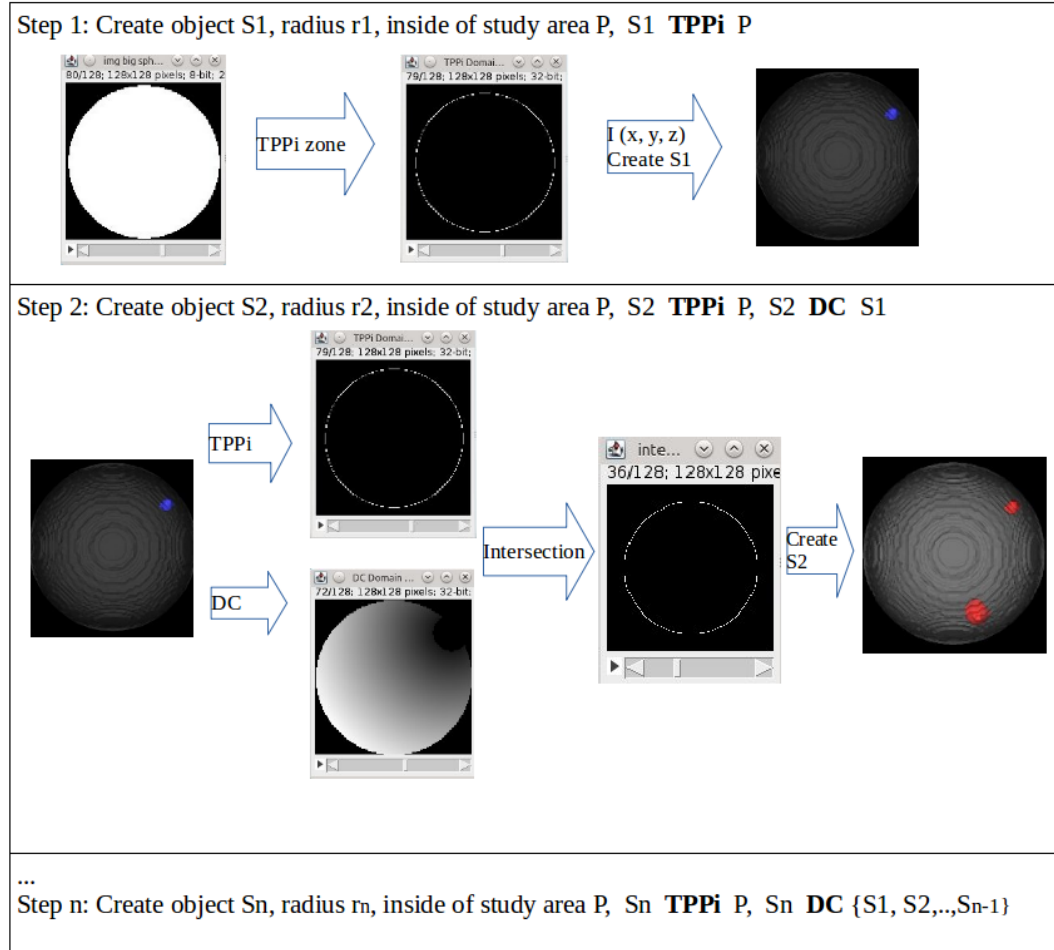 Step 1: Create object S1, radius r1, inside of study area P, S1 TPPi P
img big sph...
80/128; 128x128 pixels; 8-bit; 2
TPPi zone
TPPi Domai...
79/128; 128x128 pixels; 32-bit;
I (x, y, z)
Create S1
Step 2: Create object S2, radius r2, inside of study area P, S2 TPPi P, S2 DC S1
TPPi
TPPi Domai...
79/128; 128x128 pixels; 32-bit;
DC
DC Domain ...
72/128; 128x128 pixels; 32-bit:
Intersection
inte...
36/128; 128x128 pixe
Create
S2
...
Step n: Create object Sn, radius rn, inside of study area P, Sn TPPi P, Sn DC {S1, S2,..,Sn-1}